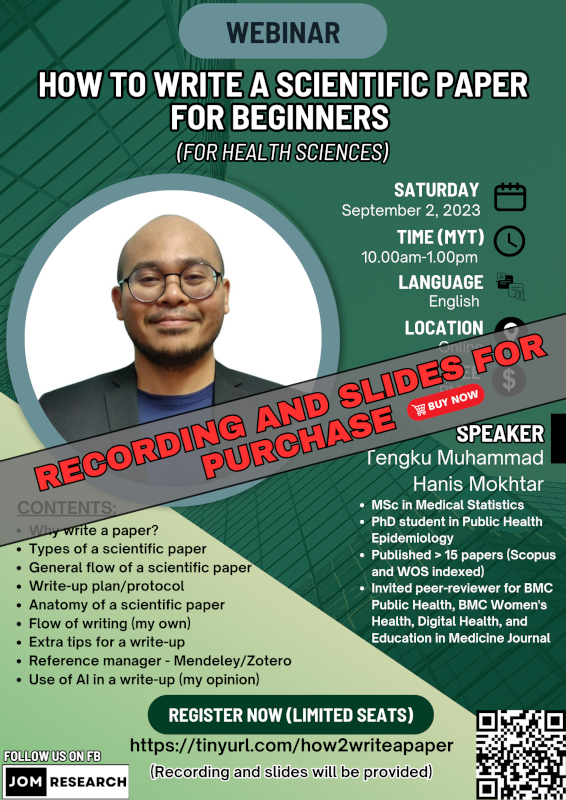 WEBINAR
HOW TO WRITE A SCIENTIFIC PAPER
FOR BEGINNERS
(FOR HEALTH SCIENCES)
SATURDAY
September 2, 2023
TIME (MYT)
10.00am-1.00pm
LANGUAGE
English
LOCATION
Online
RECORDING AND SLIDES FOR
PURCHASE
BUY NOW
SPEAKER
Tengku Muhammad
Hanis Mokhtar
• MSc in Medical Statistics
• PhD student in Public Health
Epidemiology
• Published > 15 papers (Scopus
and WOS indexed)
• Invited peer-reviewer for BMC
Public Health, BMC Women's
Health, Digital Health, and
Education in Medicine Journal
CONTENTS:
• Why write a paper?
• Types of a scientific paper
• General flow of a scientific paper
• Write-up plan/protocol
• Anatomy of a scientific paper
• Flow of writing (my own)
• Extra tips for a write-up
• Reference manager - Mendeley/Zotero
• Use of AI in a write-up (my opinion)
REGISTER NOW (LIMITED SEATS)
https://tinyurl.com/how2writeapaper
(Recording and slides will be provided)
FOLLOW US ON FB
JOM RESEARCH